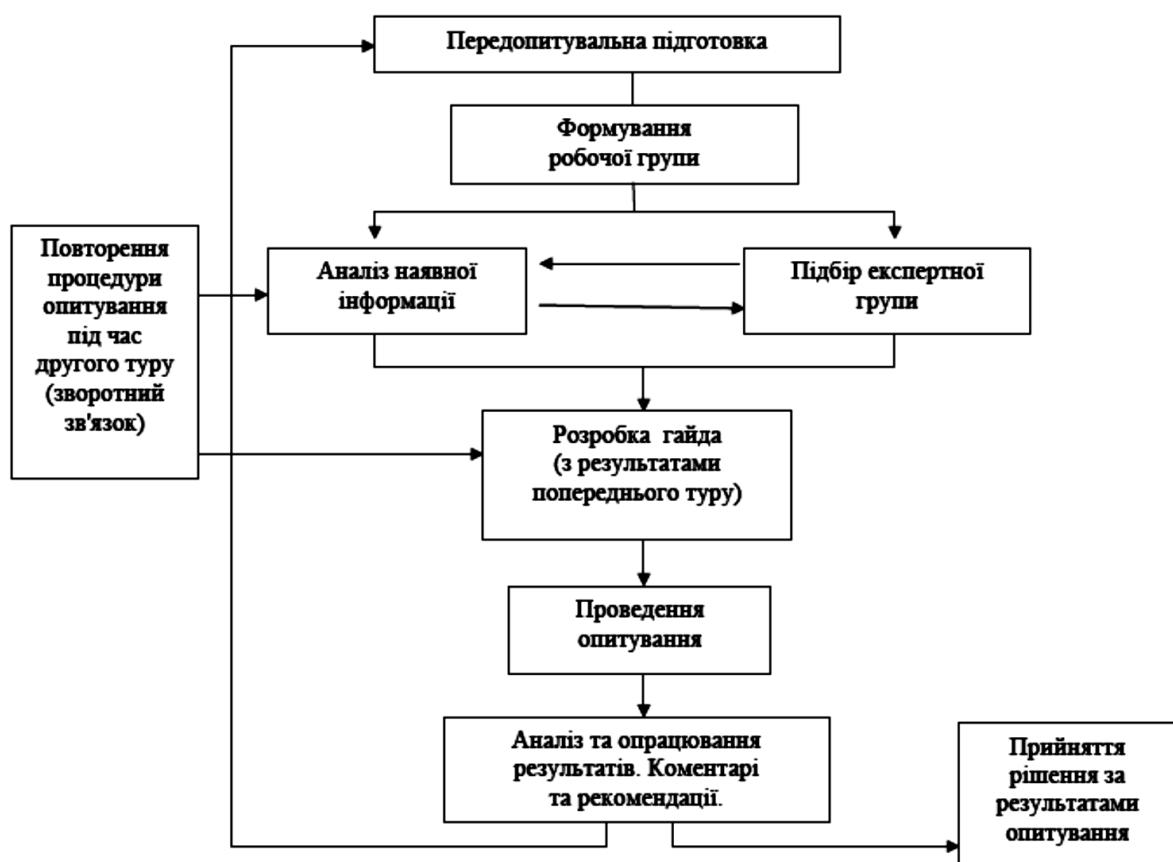 Передопитувальна підготовка
Формування
робочої групи
Повторення
процедури
опитування
під час
другого туру
(зворотний
зв'язок)
Аналіз наявної
інформації
Підбір експертної
групи
Розробка гайда
(з результатами
попереднього туру)
Проведення
опитування
Аналіз та опрацювання
результатів. Коментарі
та рекомендації.
Прийняття
рішення за
результатами
опитування